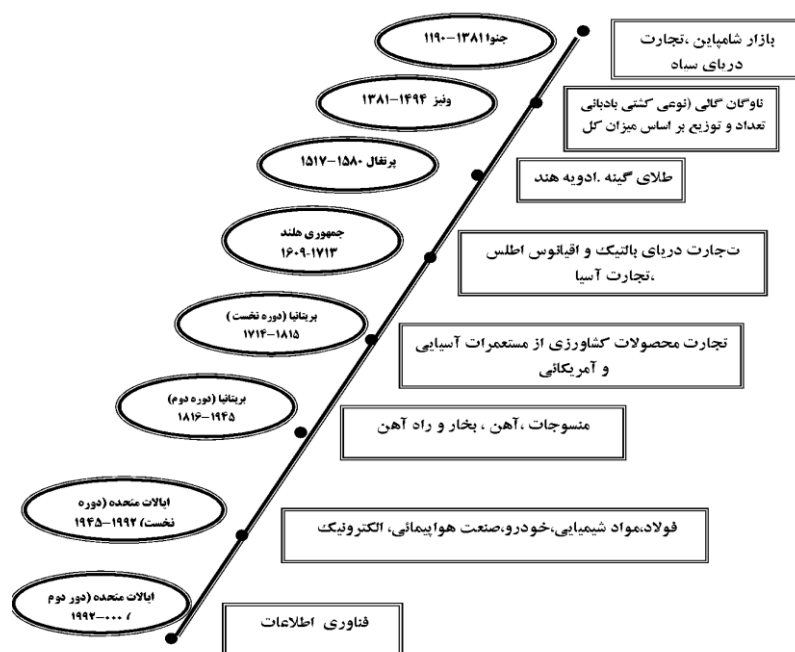 جنوا ۱۳۸۱–۱۱۹۰
بازار شامپاین ،تجارت
دریای سیاه
ونیز ۱۴۹۴–۱۳۸۱
ناوگان گالی (نوعی کشتی بادبانی
تعداد و توزیع بر اساس میزان کل
پرتغال ۱۵۸۰–۱۵۱۷
طلای گینه .ادویه هند
جمهوری هلند
۱۶۰۹-۱۷۱۳
تجارت دریای بالتیک و اقیانوس اطلس
،تجارت آسیا
بریتانیا (دوره نخست)
۱۷۱۴–۱۸۱۵
تجارت محصولات کشاورزی از مستعمرات آسیایی
و آمریکائی
بریتانیا (دوره دوم)
۱۸۱۶–۱۹۴۵
منسوجات ،آهن ، بخار و راه آهن
ایالات متحده (دوره
نخست) ۱۹۹۲–۱۹۴۵
فولاد،مواد شیمیایی،خودرو،صنعت هواپیمائی، الکترونیک
ایالات متحده (دور دوم
) ۰۰۰–۱۹۹۲
فناوری اطلاعات